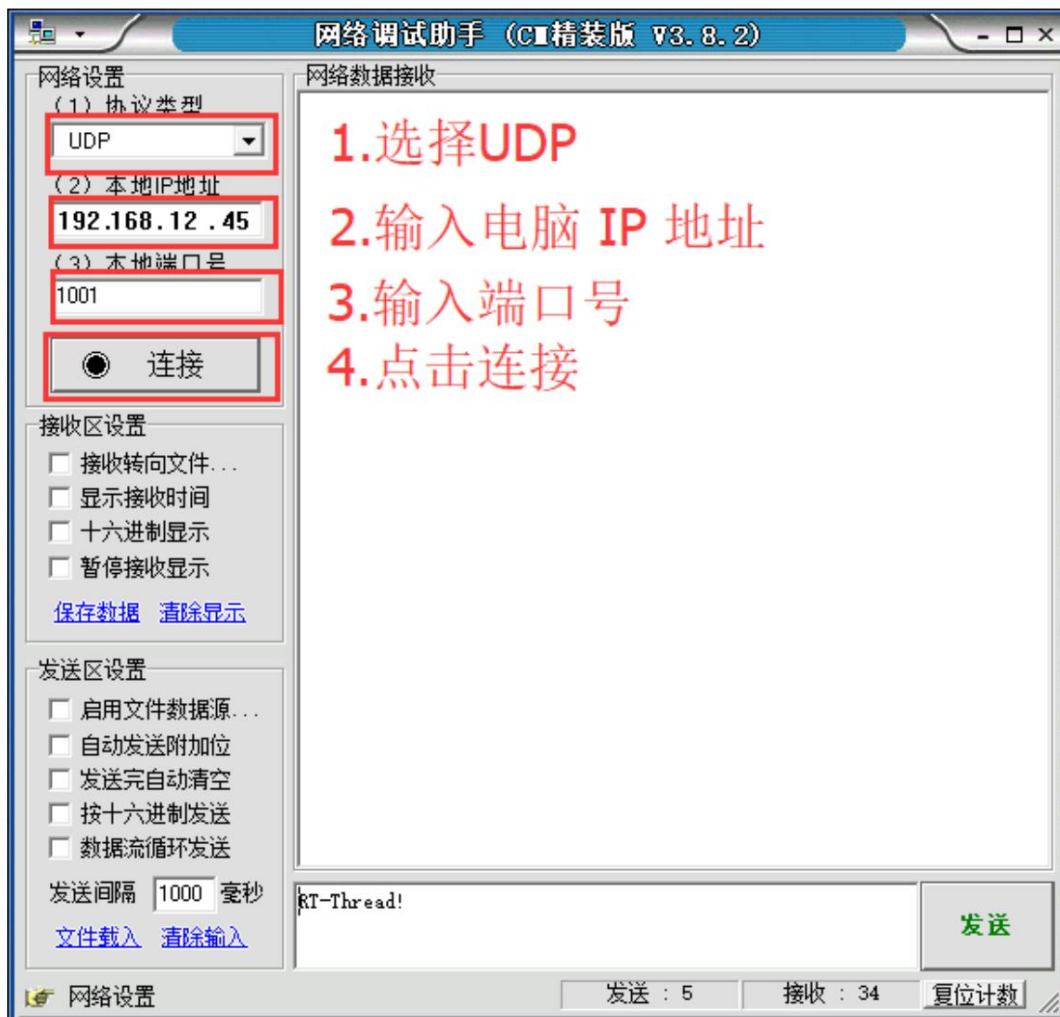 网络调试助手 (CⅢ精装版 V3.8.2)
网络设置
(1) 协议类型
UDP
(2) 本地IP地址
192.168.12 .45
(3) 本地端口号
1001
连接
接收区设置
接收转向文件...
显示接收时间
十六进制显示
暂停接收显示
保存数据 清除显示
发送区设置
启用文件数据源...
自动发送附加位
发送完自动清空
按十六进制发送
数据流循环发送
发送间隔 1000 毫秒
文件载入 清除输入
网络数据接收
1.选择UDP
2.输入电脑 IP 地址
3.输入端口号
4.点击连接
RT-Thread!
发送
网络设置
发送 : 5
接收 : 34
复位计数